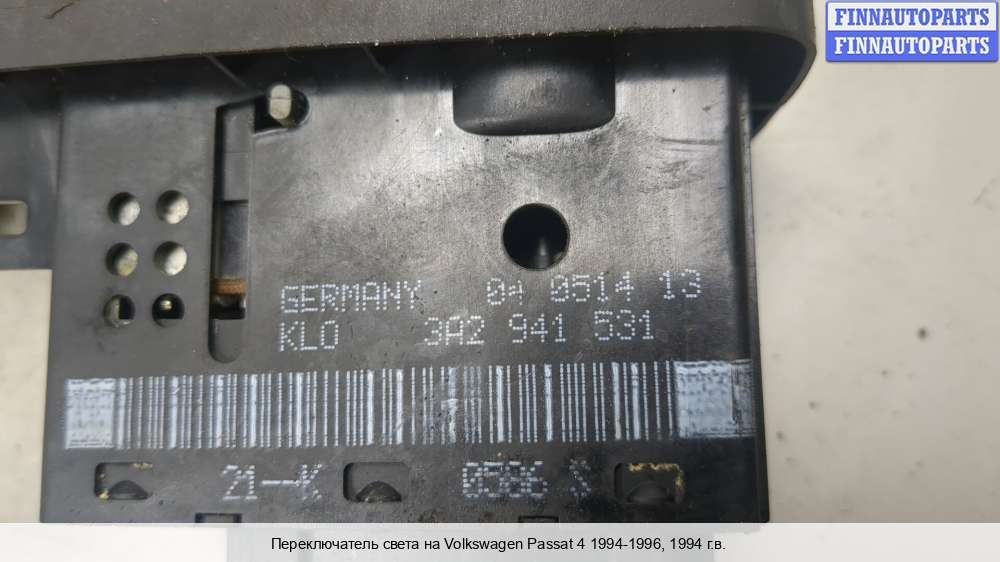 FINNAUTOPARTS
FINNAUTOPARTS
GERMANY 04 0514 13
KLO 3A2 941 531
21--K 0586 S
Переключатель света на Volkswagen Passat 4 1994-1996, 1994 г.в.